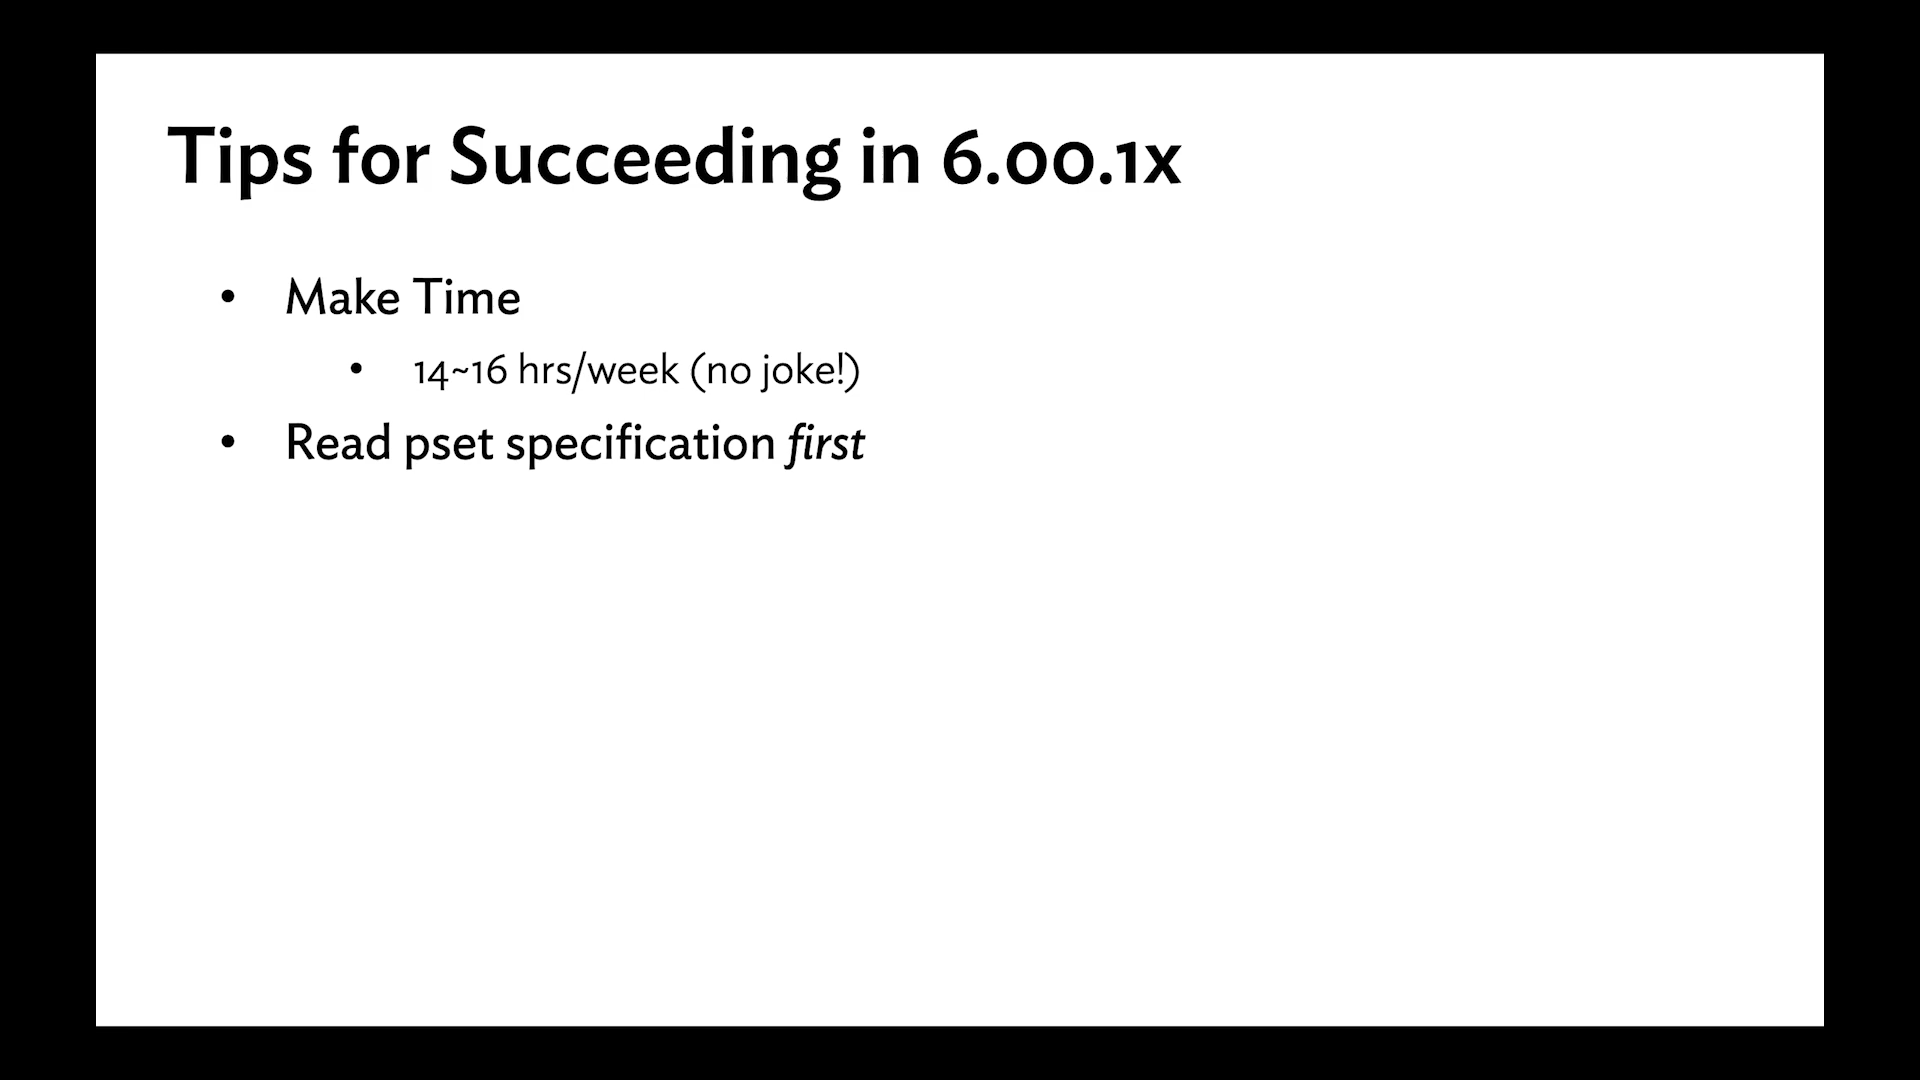 Tips for Succeeding in 6.00.1x
• Make Time
• 14~16 hrs/week (no joke!)
• Read pset specification first